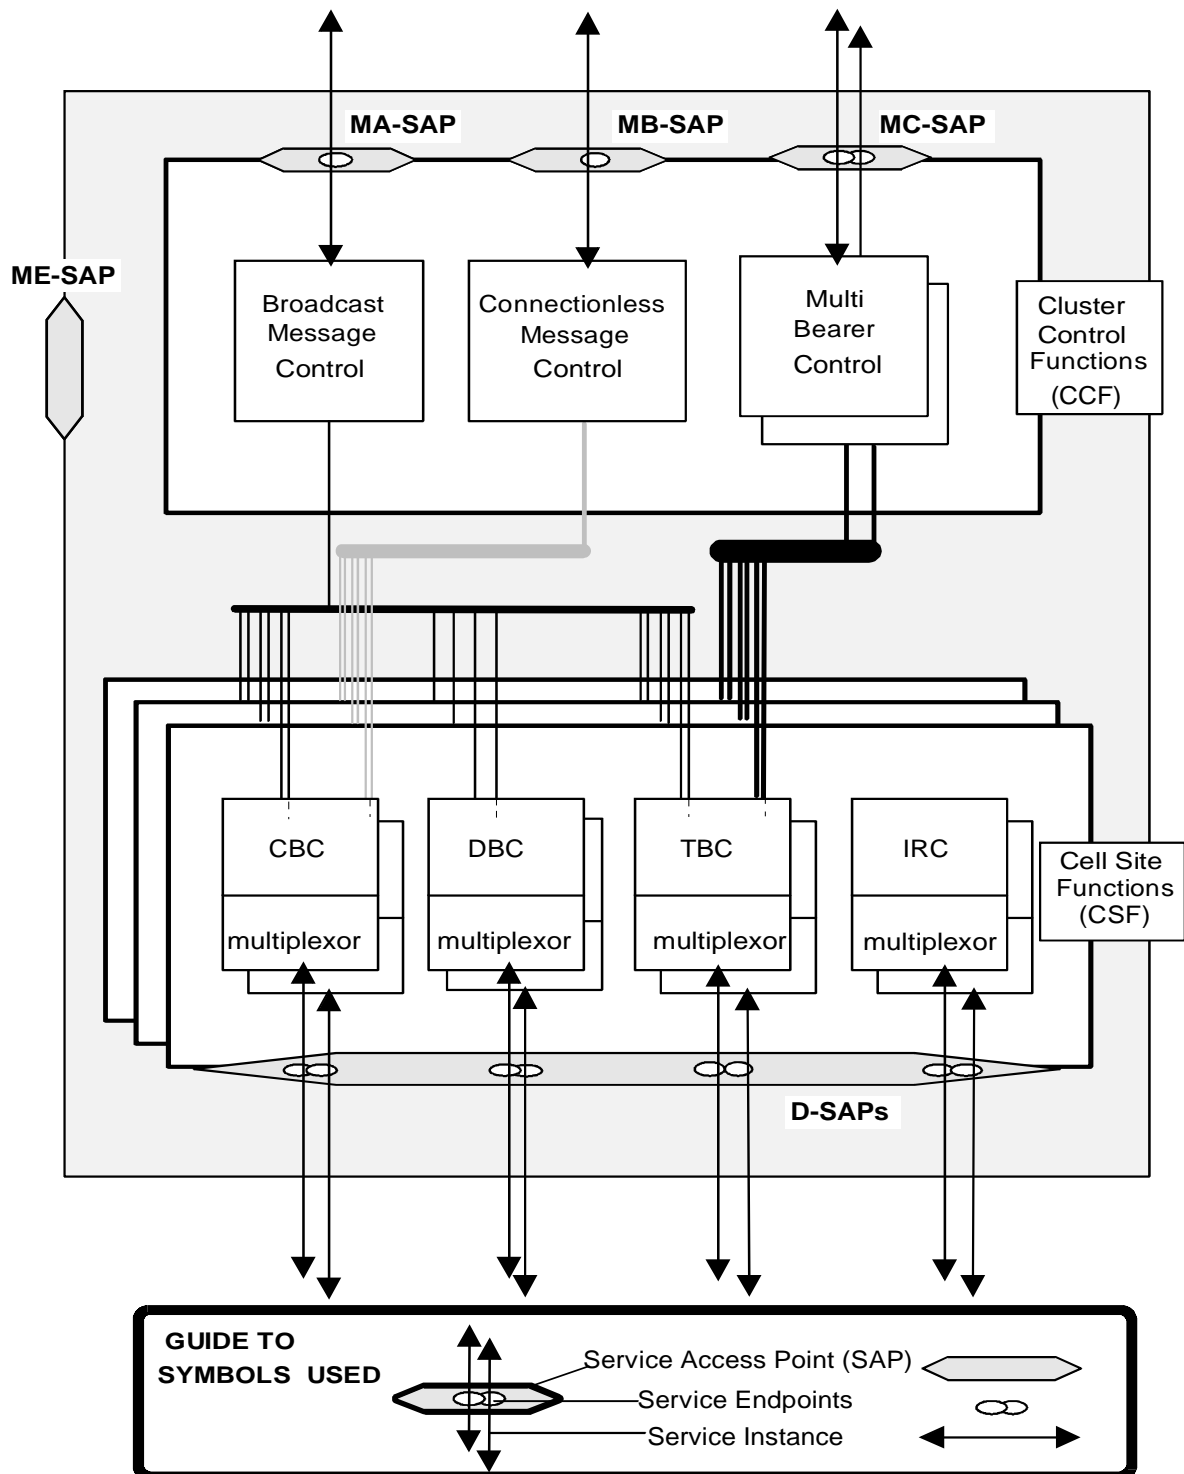 MA-SAP
MB-SAP
MC-SAP
ME-SAP
Broadcast
Message
Control
Connectionless
Message
Control
Multi
Bearer
Control
Cluster
Control
Functions
(CCF)
CBC
multiplexor
DBC
multiplexor
TBC
multiplexor
IRC
multiplexor
Cell Site
Functions
(CSF)
D-SAPs
GUIDE TO
SYMBOLS USED
Service Access Point (SAP)
Service Endpoints
Service Instance